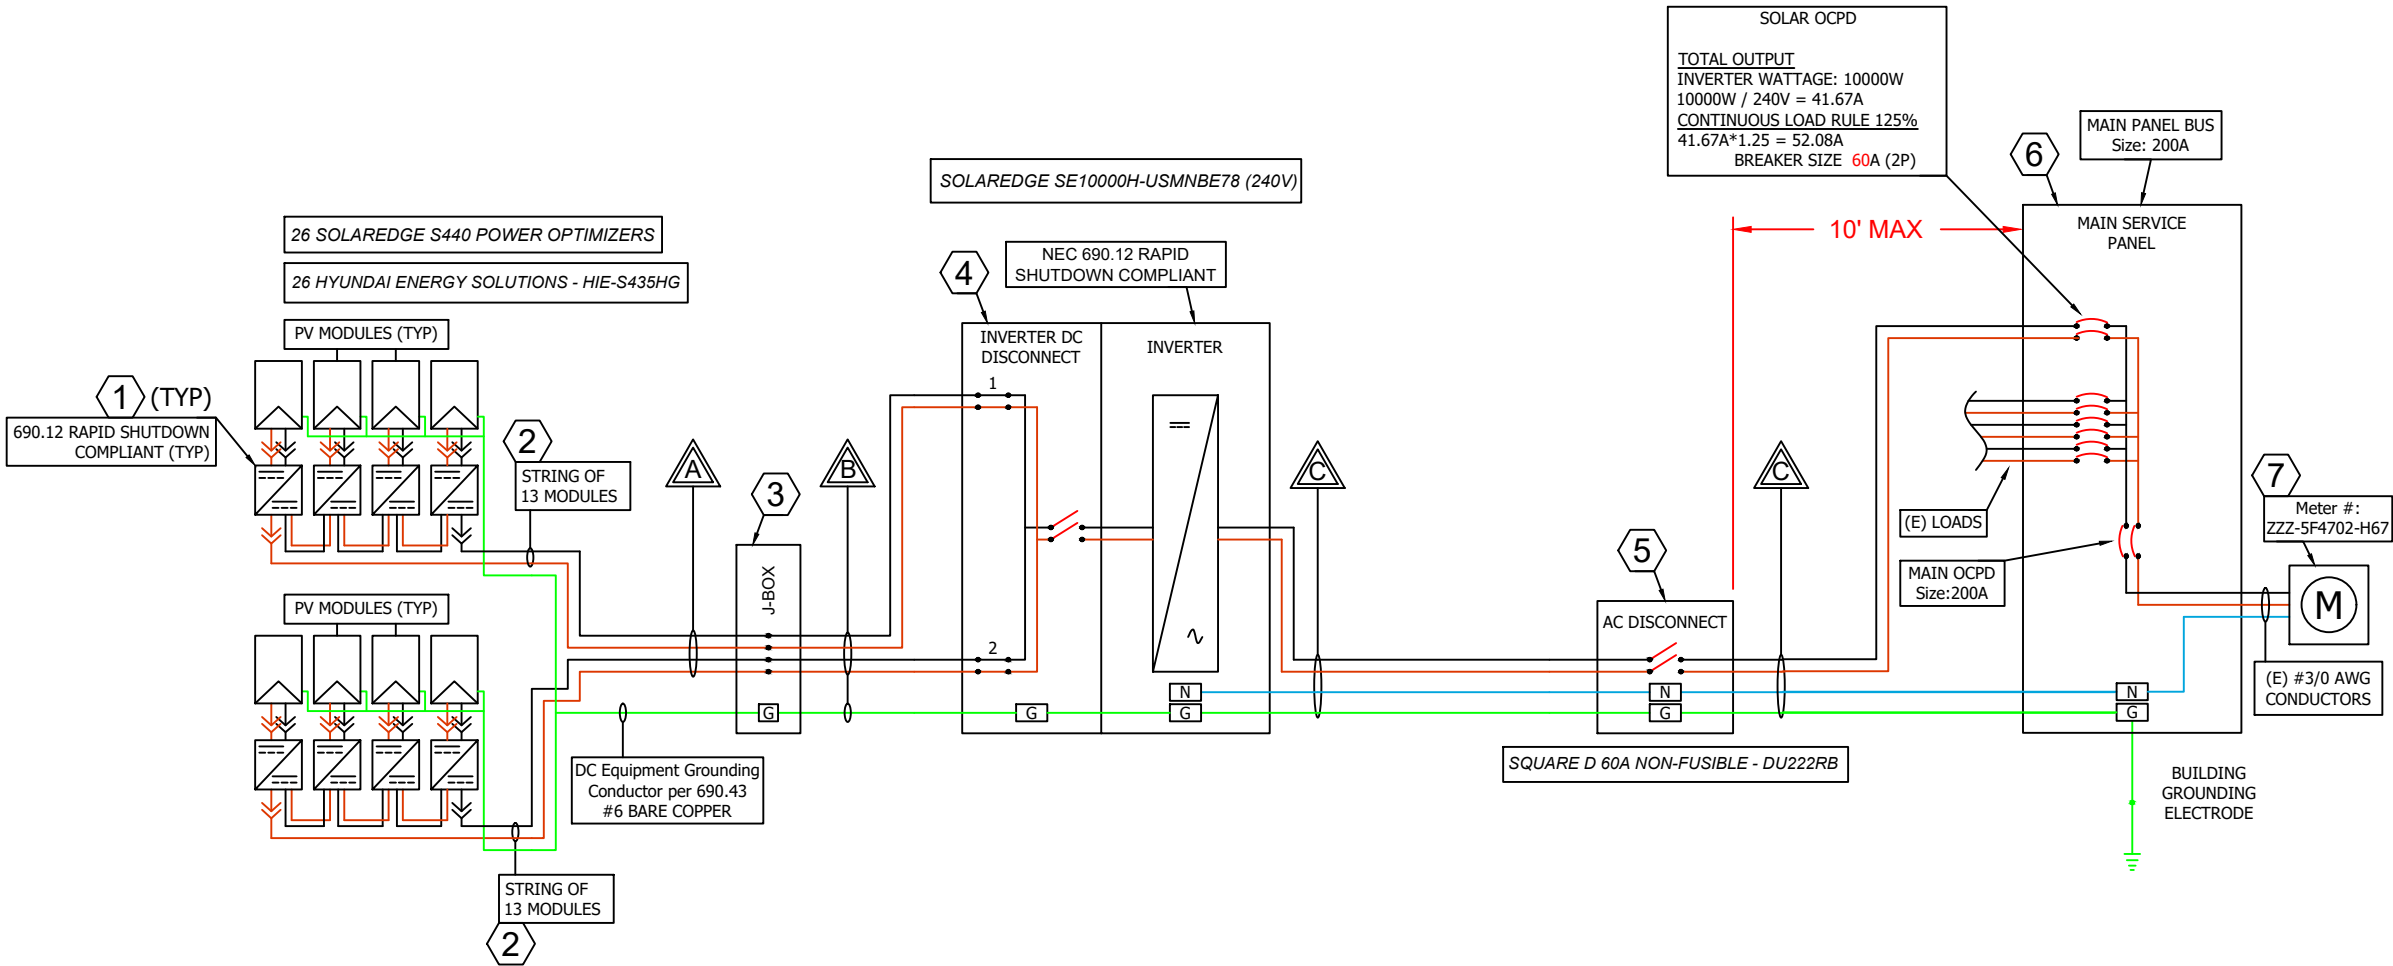 SOLAR OCPD
TOTAL OUTPUT
INVERTER WATTAGE: 10000W
10000W / 240V = 41.67A
CONTINUOUS LOAD RULE 125%
41.67A*1.25 = 52.08A
BREAKER SIZE 60A (2P)
6
MAIN PANEL BUS
Size: 200A
SOLAREDGE SE10000H-USMNBE78 (240V)
26 SOLAREDGE S440 POWER OPTIMIZERS
26 HYUNDAI ENERGY SOLUTIONS - HIE-S435HG
10' MAX
MAIN SERVICE
PANEL
4
NEC 690.12 RAPID
SHUTDOWN COMPLIANT
PV MODULES (TYP)
INVERTER DC
DISCONNECT
INVERTER
1
1 (TYP)
690.12 RAPID SHUTDOWN
COMPLIANT (TYP)
2
STRING OF
13 MODULES
A
3
B
C
C
7
Meter #:
ZZZ-5F4702-H67
(E) LOADS
5
MAIN OCPD
Size:200A
J-BOX
PV MODULES (TYP)
2
AC DISCONNECT
M
N
N
N
G
G
G
G
G
(E) #3/0 AWG
CONDUCTORS
DC Equipment Grounding
Conductor per 690.43
#6 BARE COPPER
SQUARE D 60A NON-FUSIBLE - DU222RB
BUILDING
GROUNDING
ELECTRODE
STRING OF
13 MODULES
2